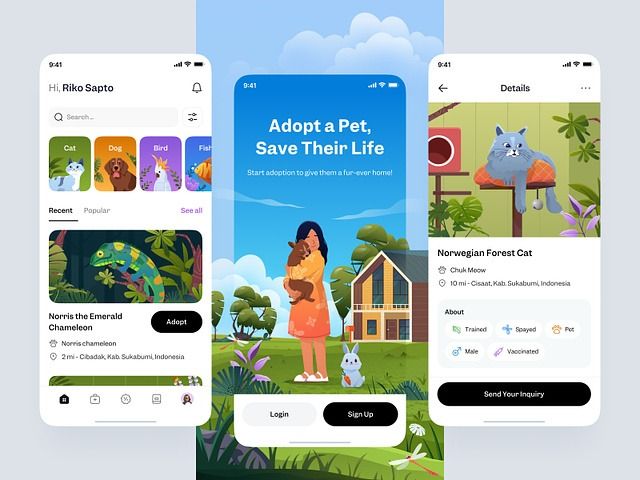 9:41
Hi, Riko Sapto
Search...
Cat
Dog
Bird
Fish
Recent
Popular
See all
Norris the Emerald
Chameleon
Adopt
Norris chameleon
2 mi - Cibadak, Kab. Sukabumi, Indonesia
9:41
Adopt a Pet,
Save Their Life
Start adoption to give them a fur-ever home!
Login
Sign Up
9:41
Details
Norwegian Forest Cat
Chuk Meow
10 mi - Cisaat, Kab. Sukabumi, Indonesia
About
Trained
Spayed
Pet
Male
Vaccinated
Send Your Inquiry